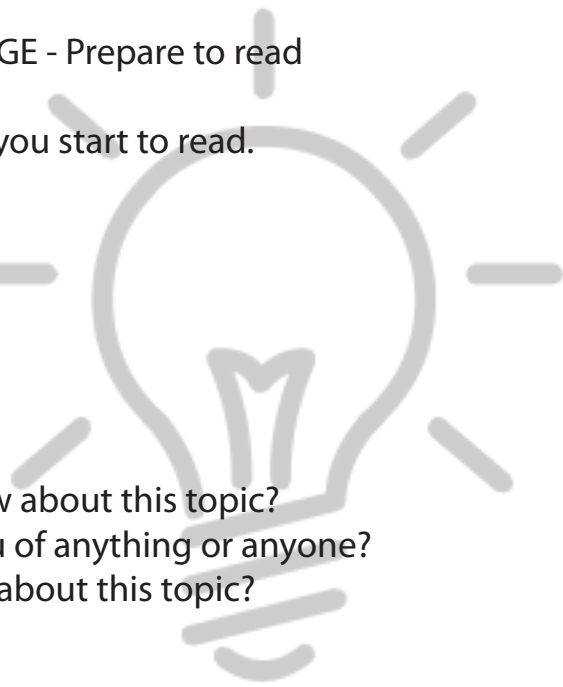 GE - Prepare to read
you start to read.
w about this topic?
u of anything or anyone?
about this topic?